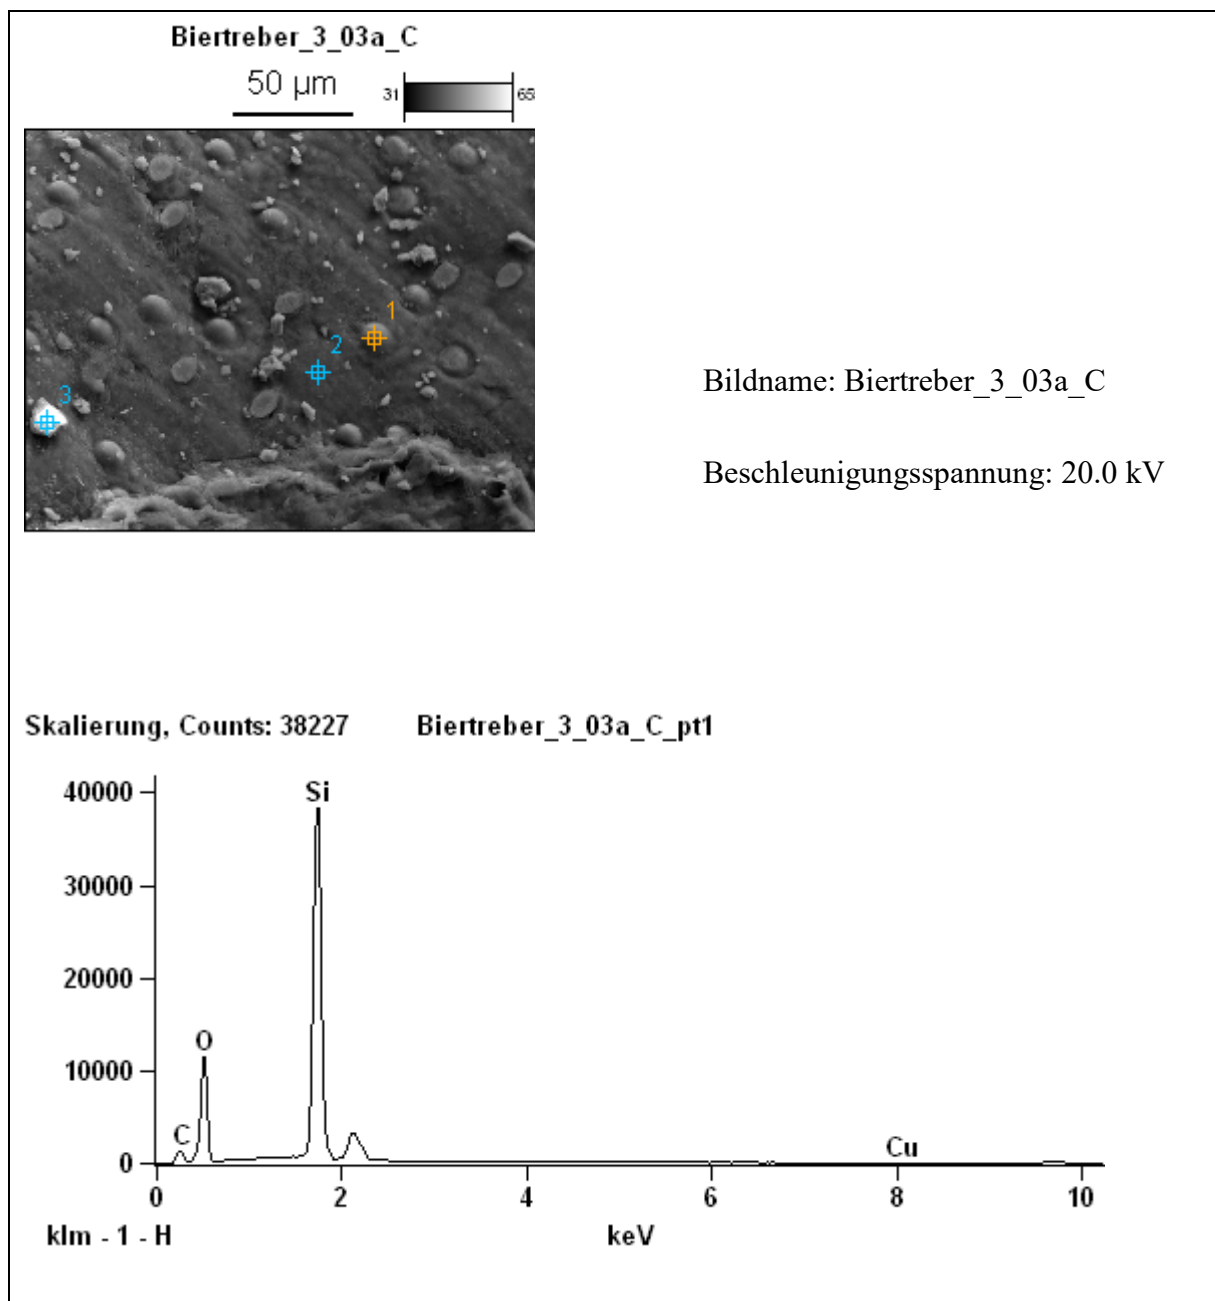 Biertreber_3_03a_C
50 µm
31
1
2
3
Bildname: Biertreber_3_03a_C
Beschleunigungsspannung: 20.0 kV
Skalierung, Counts: 38227 Biertreber_3_03a_C_pt1
40000
Si
30000
20000
O
10000
C
Cu
0
0 2 4 6 8 10
klm - 1 - H keV